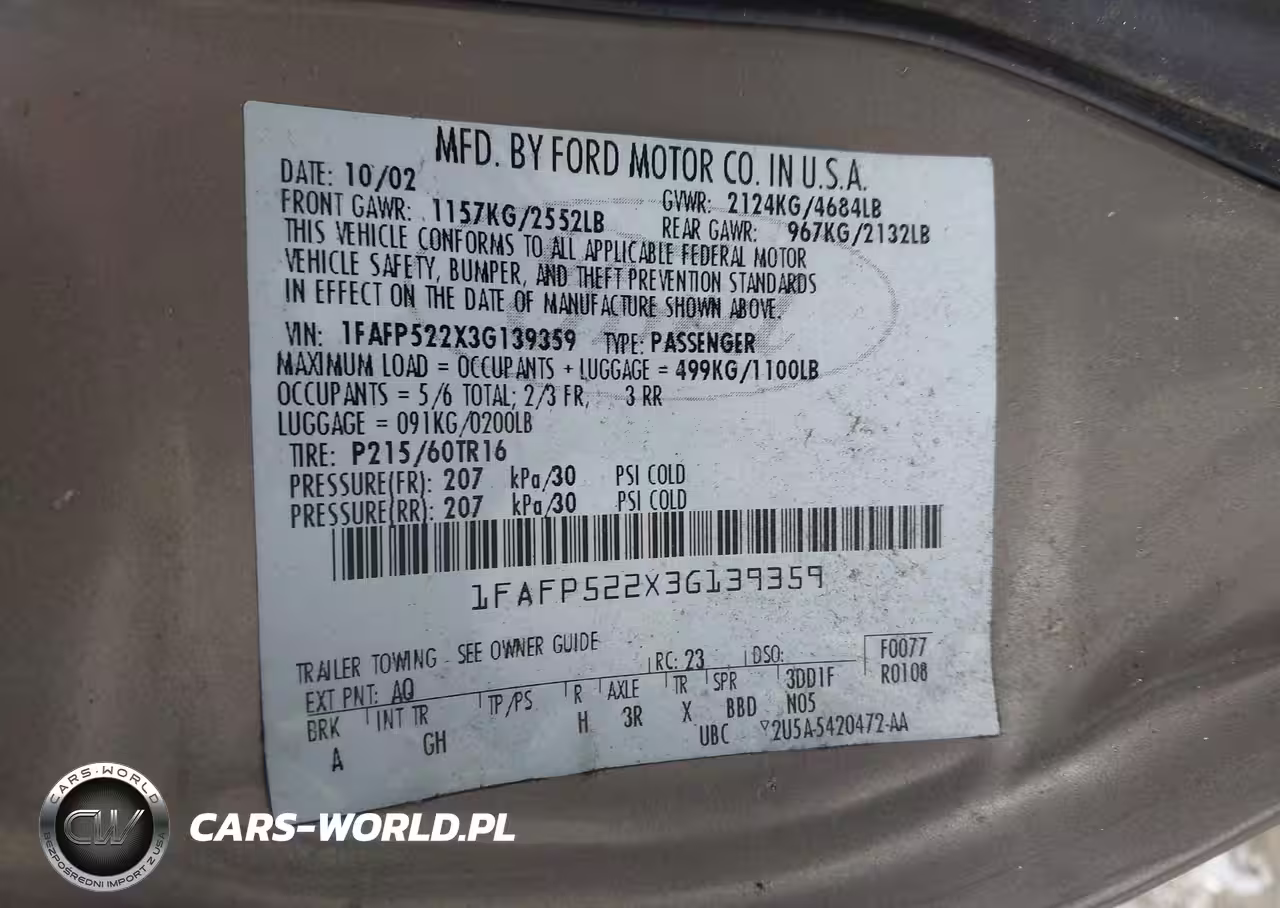 MFD. BY FORD MOTOR CO. IN U.S.A.
DATE: 10/02
FRONT GAWR: 1157KG/2552LB
GVWR: 2124KG/4684LB
REAR GAWR: 967KG/2132LB
THIS VEHICLE CONFORMS TO ALL APPLICABLE FEDERAL MOTOR
VEHICLE SAFETY, BUMPER, AND THEFT PREVENTION STANDARDS
IN EFFECT ON THE DATE OF MANUFACTURE SHOWN ABOVE.
VIN: 1FAFP522X3G139359 TYPE: PASSENGER
MAXIMUM LOAD = OCCUPANTS + LUGGAGE = 499KG/1100LB
OCCUPANTS = 5/6 TOTAL; 2/3 FR, 3 RR
LUGGAGE = 091KG/0200LB
TIRE: P215/60TR16
PRESSURE(FR): 207 kPa/30 PSI COLD
PRESSURE(RR): 207 kPa/30 PSI COLD
1FAFP522X3G139359
TRAILER TOWING - SEE OWNER GUIDE
F0077
EXT PNT: AQ RC: 23 DSO: R0108
BRK INT TR TP/PS R AXLE TR SPR 3DD1F
A GH H 3R X BBD N05
UBC 2U5A-5420472-AA
CARS-WORLD
CW
BEZPOŚREDNI IMPORT Z USA
CARS-WORLD.PL